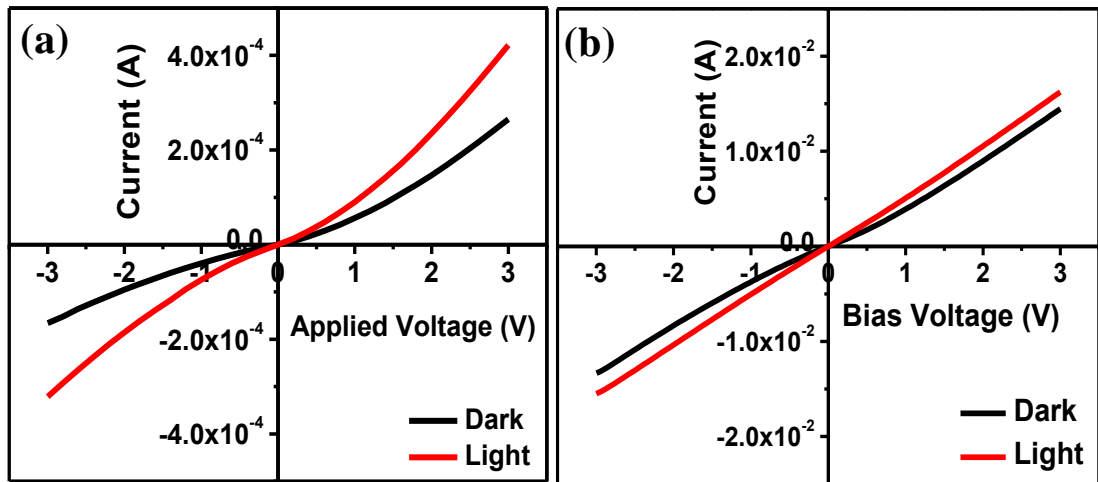 (a)
Current (A)
4.0x10⁻⁴
2.0x10⁻⁴
0.0
-2.0x10⁻⁴
-4.0x10⁻⁴
-3 -2 -1 0 1 2 3
Applied Voltage (V)
Dark
Light
(b)
Current (A)
2.0x10⁻²
1.0x10⁻²
0.0
-1.0x10⁻²
-2.0x10⁻²
-3 -2 -1 0 1 2 3
Bias Voltage (V)
Dark
Light